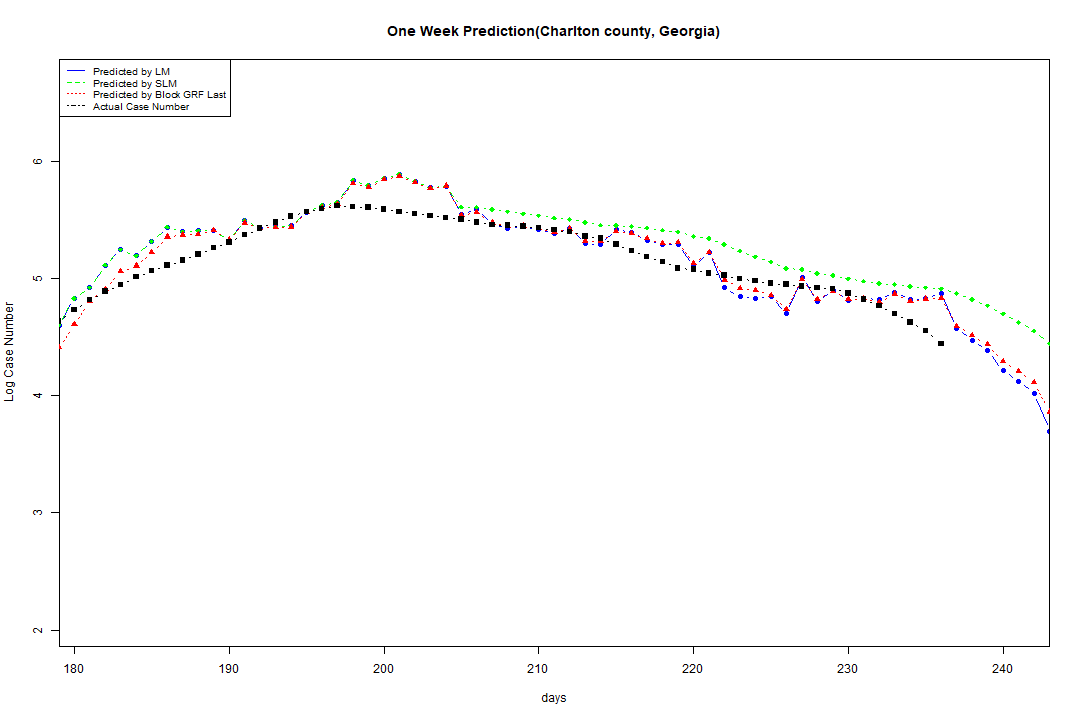 One Week Prediction(Charlton county, Georgia)
Predicted by LM
Predicted by SLM
Predicted by Block GRF Last
Actual Case Number
Log Case Number
6
5
4
3
2
180 190 200 210 220 230 240
days